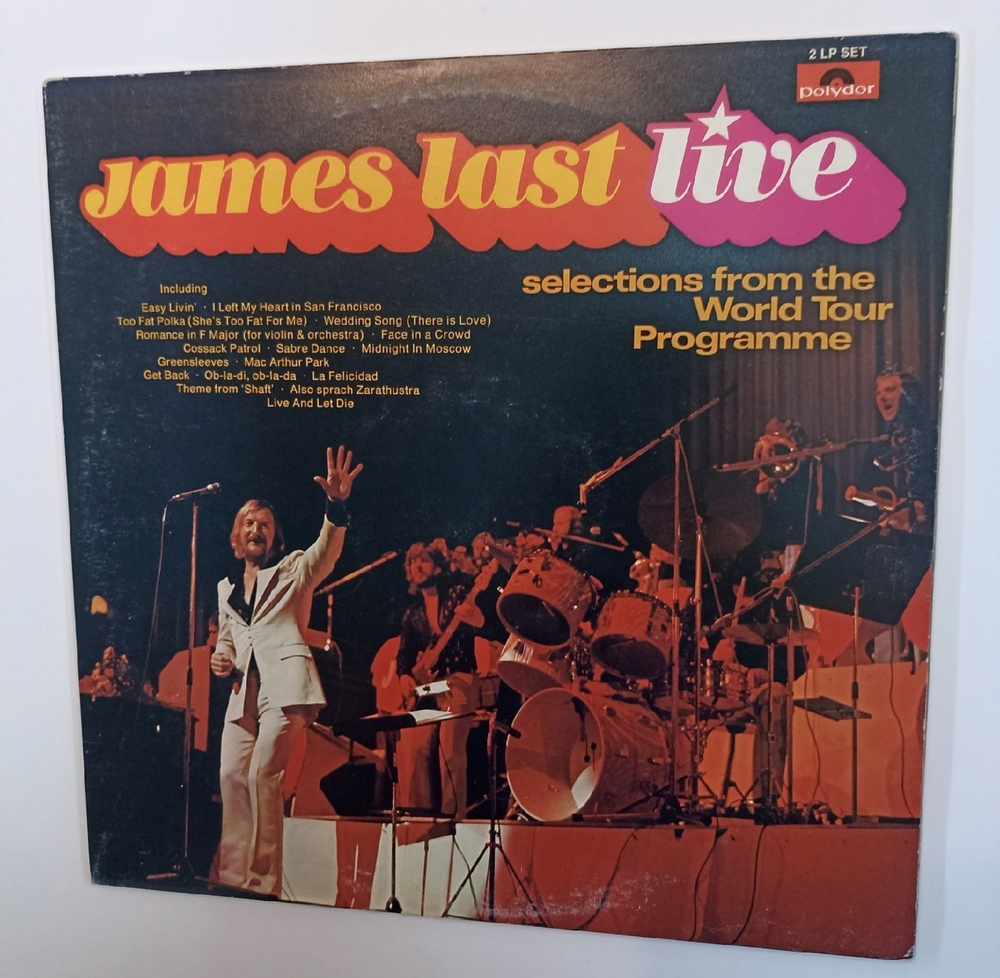 2 LP SET
polydor
james last live
selections from the
World Tour
Programme
Including
Easy Livin' · I Left My Heart in San Francisco
Too Fat Polka (She's Too Fat For Me) · Wedding Song (There is Love)
Romance in F Major (for violin & orchestra) · Face in a Crowd
Cossack Patrol · Sabre Dance · Midnight In Moscow
Greensleeves · Mac Arthur Park
Get Back · Ob-la-di, ob-la-da · La Felicidad
Theme from 'Shaft' · Also sprach Zarathustra
Live And Let Die